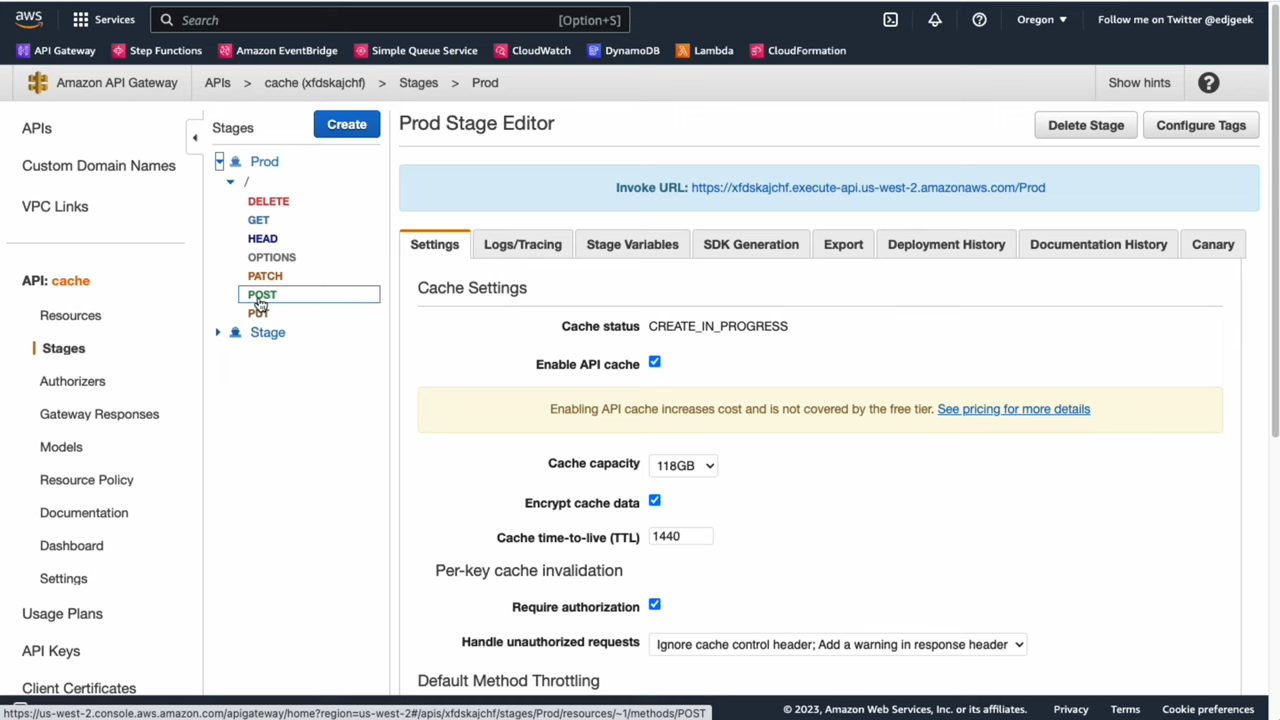 aws Services Search [Option+S] Oregon Follow me on Twitter @edjgeek
API Gateway Step Functions Amazon EventBridge Simple Queue Service CloudWatch DynamoDB Lambda CloudFormation
Amazon API Gateway APIs > cache (xfdskajchf) > Stages > Prod Show hints ?
APIs
Custom Domain Names
VPC Links
API: cache
Resources
Stages
Authorizers
Gateway Responses
Models
Resource Policy
Documentation
Dashboard
Settings
Usage Plans
API Keys
Client Certificates
Stages Create
Prod
/
DELETE
GET
HEAD
OPTIONS
PATCH
POST
PUT
Stage
Prod Stage Editor Delete Stage Configure Tags
Invoke URL: https://xfdskajchf.execute-api.us-west-2.amazonaws.com/Prod
Settings Logs/Tracing Stage Variables SDK Generation Export Deployment History Documentation History Canary
Cache Settings
Cache status CREATE_IN_PROGRESS
Enable API cache
Enabling API cache increases cost and is not covered by the free tier. See pricing for more details
Cache capacity 118GB
Encrypt cache data
Cache time-to-live (TTL) 1440
Per-key cache invalidation
Require authorization
Handle unauthorized requests Ignore cache control header; Add a warning in response header
Default Method Throttling
https://us-west-2.console.aws.amazon.com/apigateway/home?region=us-west-2#/apis/xfdskajchf/stages/Prod/resources/~1/methods/POST
© 2023, Amazon Web Services, Inc. or its affiliates. Privacy Terms Cookie preferences